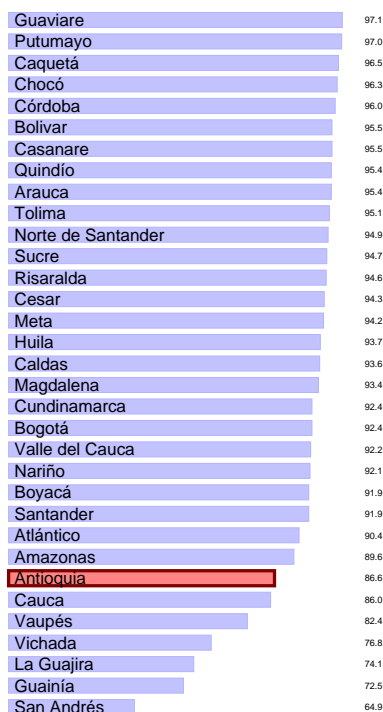 Guaviare 97.1
Putumayo 97.0
Caquetá 96.5
Chocó 96.3
Córdoba 96.0
Bolivar 95.5
Casanare 95.5
Quindío 95.4
Arauca 95.4
Tolima 95.1
Norte de Santander 94.9
Sucre 94.7
Risaralda 94.6
Cesar 94.3
Meta 94.2
Huila 93.7
Caldas 93.6
Magdalena 93.4
Cundinamarca 92.4
Bogotá 92.4
Valle del Cauca 92.2
Nariño 92.1
Boyacá 91.9
Santander 91.9
Atlántico 90.4
Amazonas 89.6
Antioquia 86.6
Cauca 86.0
Vaupés 82.4
Vichada 76.8
La Guajira 74.1
Guainía 72.5
San Andrés 64.9